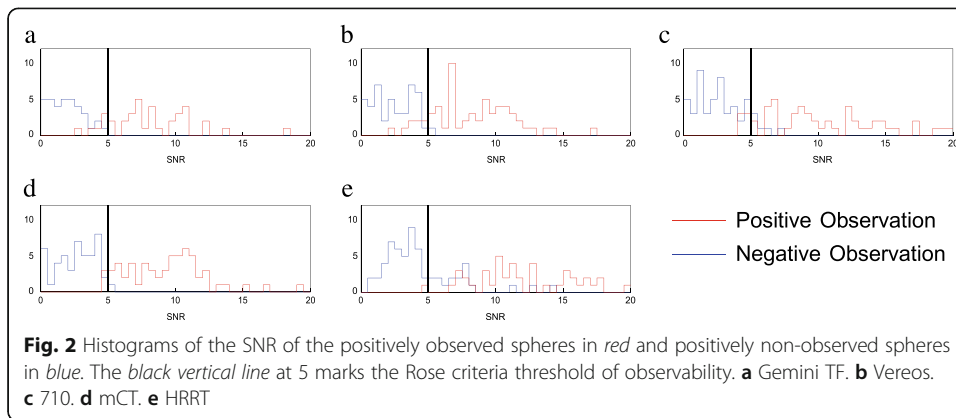 a
b
c
10
5
0
0
5
10
15
20
SNR
10
5
0
0
5
10
15
20
SNR
10
5
0
0
5
10
15
20
SNR
d
e
10
5
0
0
5
10
15
20
SNR
10
5
0
0
5
10
15
20
SNR
Positive Observation
Negative Observation
Fig. 2 Histograms of the SNR of the positively observed spheres in red and positively non-observed spheres
in blue. The black vertical line at 5 marks the Rose criteria threshold of observability. a Gemini TF. b Vereos.
c 710. d mCT. e HRRT